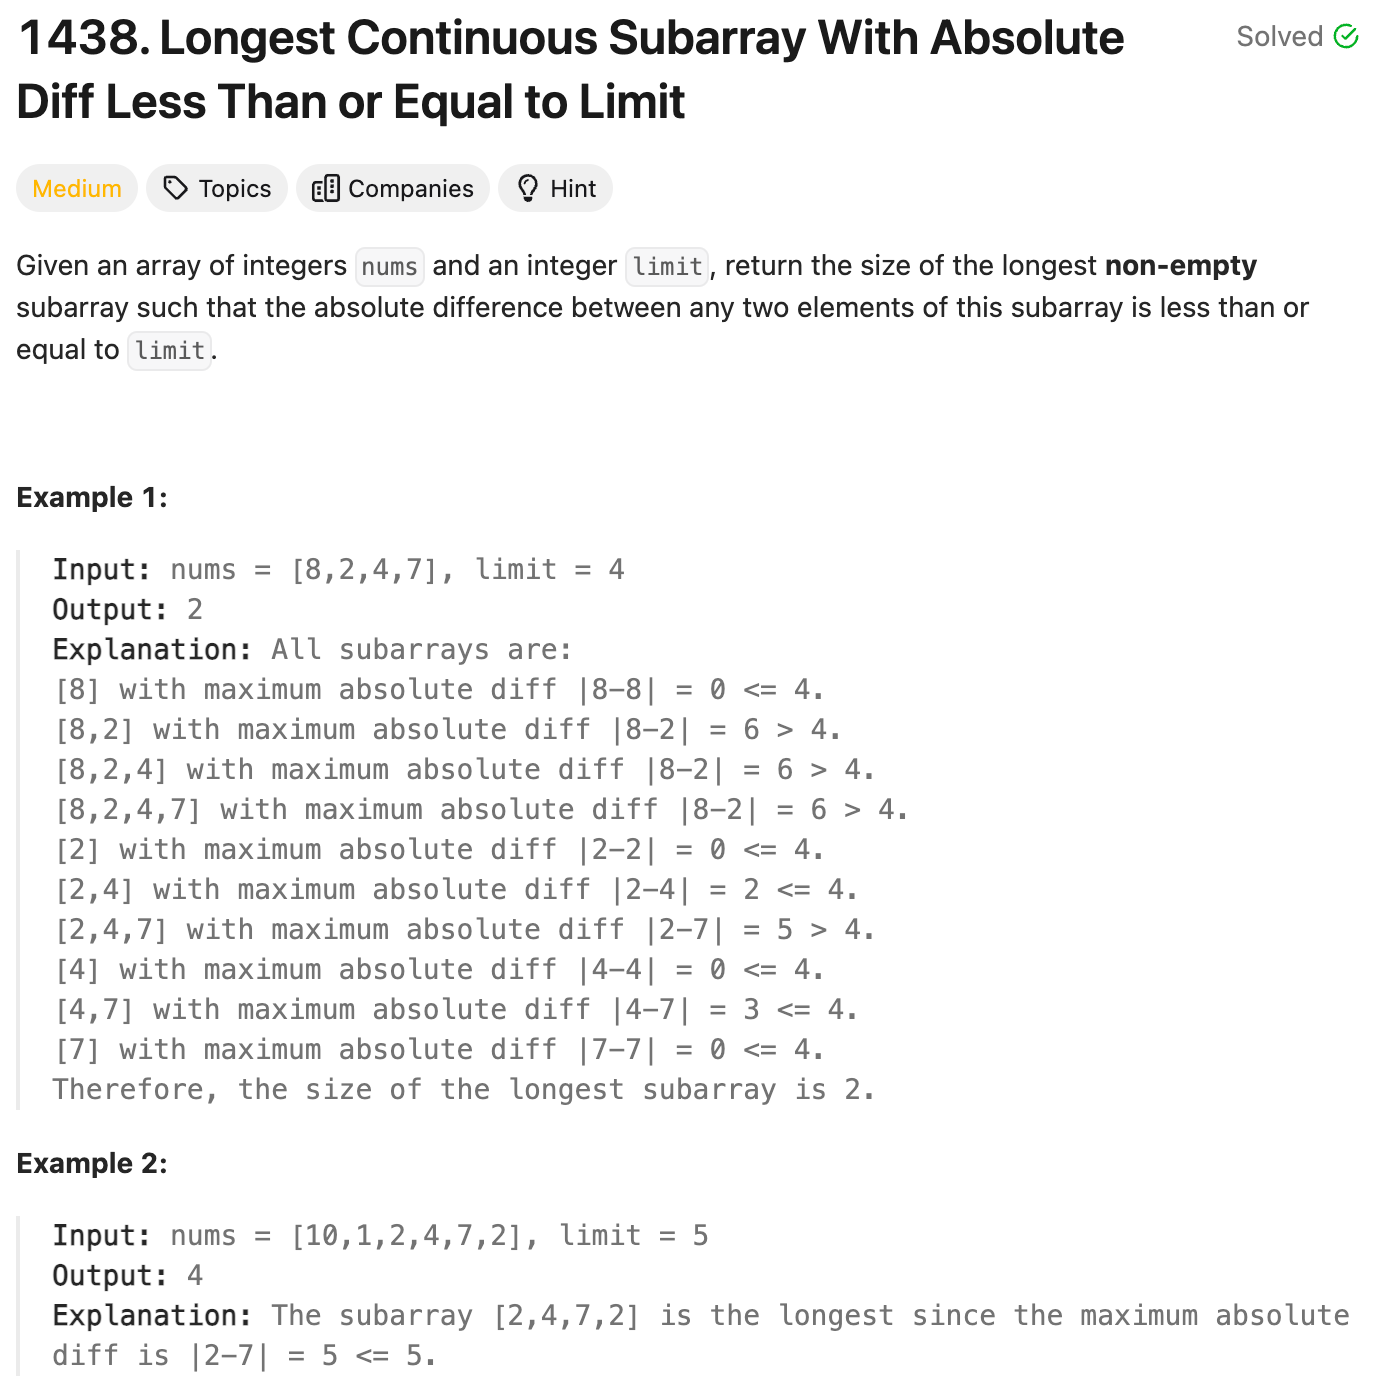 1438. Longest Continuous Subarray With Absolute
Solved
Diff Less Than or Equal to Limit
Medium Topics Companies Hint
Given an array of integers nums and an integer limit, return the size of the longest non-empty
subarray such that the absolute difference between any two elements of this subarray is less than or
equal to limit.
Example 1:
Input: nums = [8,2,4,7], limit = 4
Output: 2
Explanation: All subarrays are:
[8] with maximum absolute diff |8-8| = 0 <= 4.
[8,2] with maximum absolute diff |8-2| = 6 > 4.
[8,2,4] with maximum absolute diff |8-2| = 6 > 4.
[8,2,4,7] with maximum absolute diff |8-2| = 6 > 4.
[2] with maximum absolute diff |2-2| = 0 <= 4.
[2,4] with maximum absolute diff |2-4| = 2 <= 4.
[2,4,7] with maximum absolute diff |2-7| = 5 > 4.
[4] with maximum absolute diff |4-4| = 0 <= 4.
[4,7] with maximum absolute diff |4-7| = 3 <= 4.
[7] with maximum absolute diff |7-7| = 0 <= 4.
Therefore, the size of the longest subarray is 2.
Example 2:
Input: nums = [10,1,2,4,7,2], limit = 5
Output: 4
Explanation: The subarray [2,4,7,2] is the longest since the maximum absolute
diff is |2-7| = 5 <= 5.